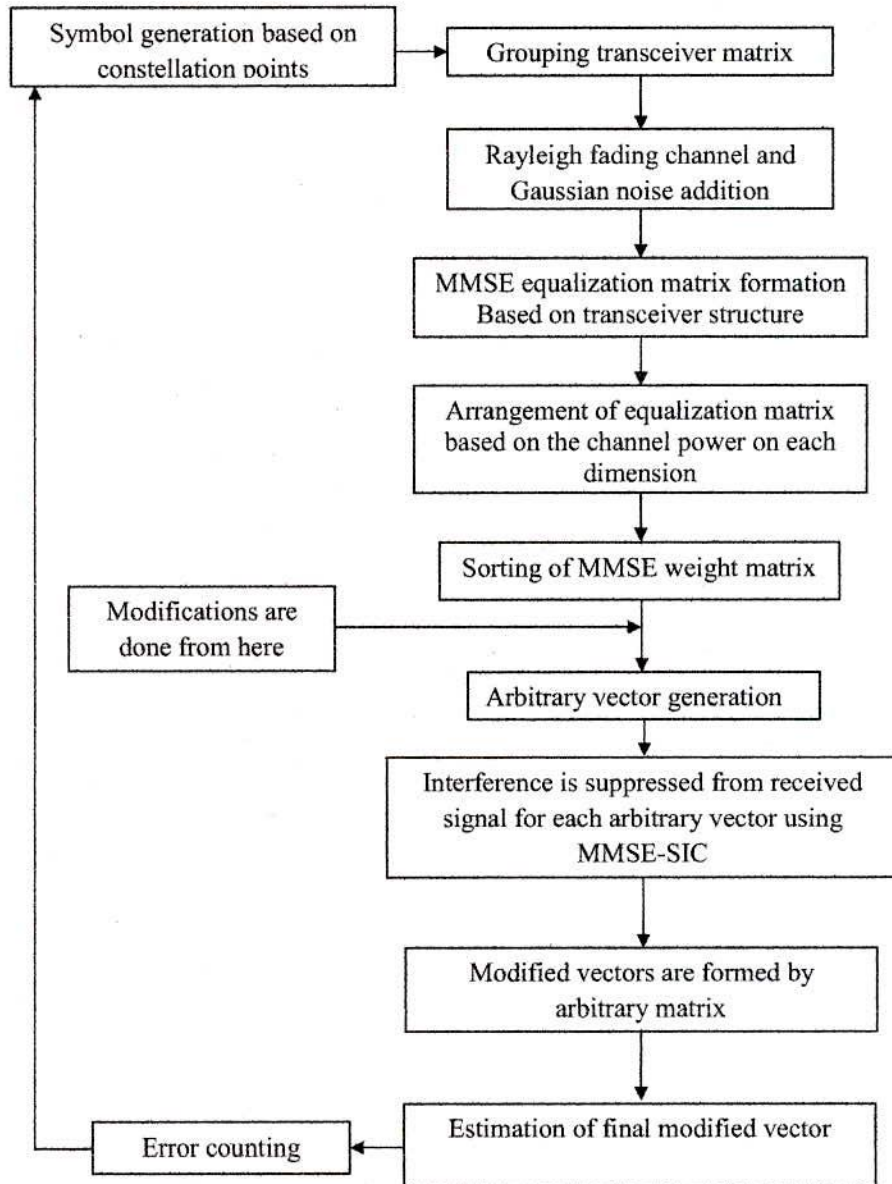 Symbol generation based on
constellation points
Grouping transceiver matrix
Rayleigh fading channel and
Gaussian noise addition
MMSE equalization matrix formation
Based on transceiver structure
Arrangement of equalization matrix
based on the channel power on each
dimension
Sorting of MMSE weight matrix
Modifications are
done from here
Arbitrary vector generation
Interference is suppressed from received
signal for each arbitrary vector using
MMSE-SIC
Modified vectors are formed by
arbitrary matrix
Estimation of final modified vector
Error counting